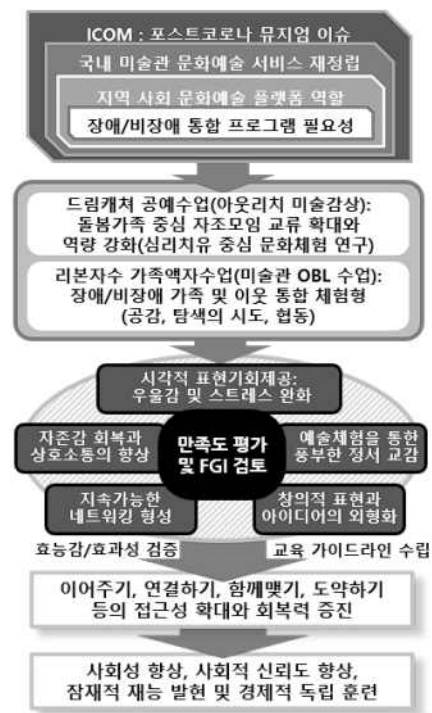 ICOM : 포스트코로나 뮤지엄 이슈
국내 미술관 문화예술 서비스 재정립
지역 사회 문화예술 플랫폼 역할
장애/비장애 통합 프로그램 필요성
드림캐쳐 공예수업(아웃리치 미술감상):
돌봄가족 중심 자조모임 교류 확대와
역량 강화(심리치유 중심 문화체험 연구)
리본자수 가족액자수업(미술관 OBL 수업):
장애/비장애 가족 및 이웃 통합 체험형
(공감, 탐색의 시도, 협동)
시각적 표현기회제공:
우울감 및 스트레스 완화
자존감 회복과
상호소통의 향상
만족도 평가
및 FGI 검토
예술체험을 통한
풍부한 정서 교감
지속가능한
네트워킹 형성
창의적 표현과
아이디어의 외형화
효능감/효과성 검증
교육 가이드라인 수립
이어주기, 연결하기, 함께맺기, 도약하기
등의 접근성 확대와 회복력 증진
사회성 향상, 사회적 신뢰도 향상,
잠재적 재능 발현 및 경제적 독립 훈련